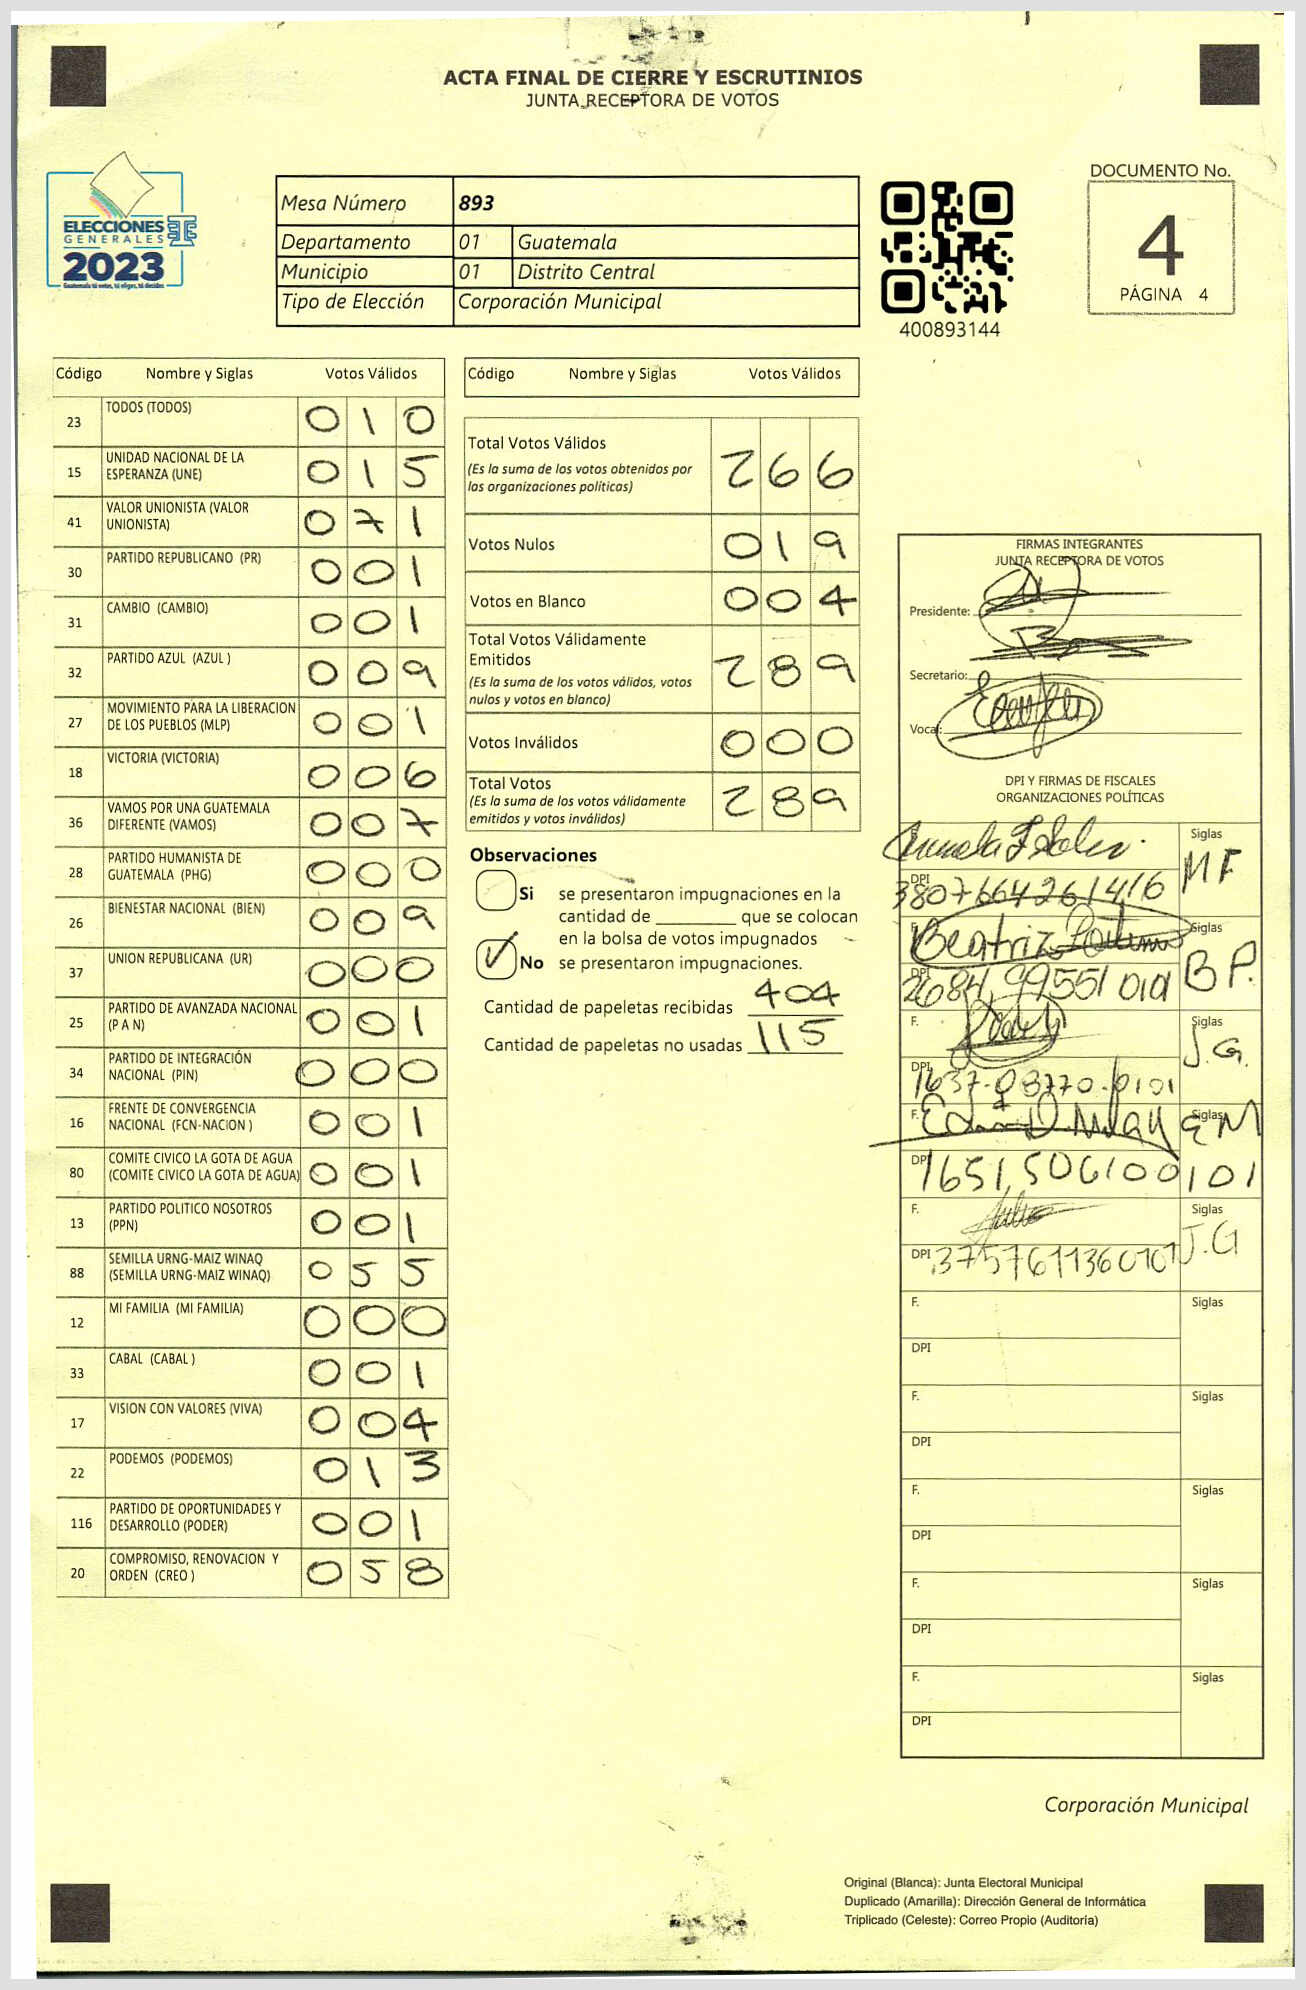 ACTA FINAL DE CIERRE Y ESCRUTINIOS
JUNTA RECEPTORA DE VOTOS
ELECCIONES
GENERALES
2023
Guatemala tú votas, tú eliges, tú decides
Mesa Número 893
Departamento 01 Guatemala
Municipio 01 Distrito Central
Tipo de Elección Corporación Municipal
400893144
DOCUMENTO No.
4
PÁGINA 4
Código Nombre y Siglas Votos Válidos
23 TODOS (TODOS) 0 1 0
15 UNIDAD NACIONAL DE LA
ESPERANZA (UNE) 0 1 5
41 VALOR UNIONISTA (VALOR
UNIONISTA) 0 7 1
30 PARTIDO REPUBLICANO (PR) 0 0 1
31 CAMBIO (CAMBIO) 0 0 1
32 PARTIDO AZUL (AZUL ) 0 0 9
27 MOVIMIENTO PARA LA LIBERACION
DE LOS PUEBLOS (MLP) 0 0 1
18 VICTORIA (VICTORIA) 0 0 6
36 VAMOS POR UNA GUATEMALA
DIFERENTE (VAMOS) 0 0 7
28 PARTIDO HUMANISTA DE
GUATEMALA (PHG) 0 0 0
26 BIENESTAR NACIONAL (BIEN) 0 0 9
37 UNION REPUBLICANA (UR) 0 0 0
25 PARTIDO DE AVANZADA NACIONAL
(P A N) 0 0 1
34 PARTIDO DE INTEGRACIÓN
NACIONAL (PIN) 0 0 0
16 FRENTE DE CONVERGENCIA
NACIONAL (FCN-NACION ) 0 0 1
80 COMITE CIVICO LA GOTA DE AGUA
(COMITE CIVICO LA GOTA DE AGUA) 0 0 1
13 PARTIDO POLITICO NOSOTROS
(PPN) 0 0 1
88 SEMILLA URNG-MAIZ WINAQ
(SEMILLA URNG-MAIZ WINAQ) 0 5 5
12 MI FAMILIA (MI FAMILIA) 0 0 0
33 CABAL (CABAL ) 0 0 1
17 VISION CON VALORES (VIVA) 0 0 4
22 PODEMOS (PODEMOS) 0 1 3
116 PARTIDO DE OPORTUNIDADES Y
DESARROLLO (PODER) 0 0 1
20 COMPROMISO, RENOVACION Y
ORDEN (CREO ) 0 5 8
Código Nombre y Siglas Votos Válidos
Total Votos Válidos 2 6 6
(Es la suma de los votos obtenidos por
las organizaciones políticas)
Votos Nulos 0 1 9
Votos en Blanco 0 0 4
Total Votos Válidamente
Emitidos 2 8 9
(Es la suma de los votos válidos, votos
nulos y votos en blanco)
Votos Inválidos 0 0 0
Total Votos 2 8 9
(Es la suma de los votos válidamente
emitidos y votos inválidos)
Observaciones
Si se presentaron impugnaciones en la
cantidad de ________ que se colocan
en la bolsa de votos impugnados
No se presentaron impugnaciones.
Cantidad de papeletas recibidas 404
Cantidad de papeletas no usadas 115
FIRMAS INTEGRANTES
JUNTA RECEPTORA DE VOTOS
Presidente:
Secretario:
Vocal:
DPI Y FIRMAS DE FISCALES
ORGANIZACIONES POLÍTICAS
Siglas
MF
DPI
F. Beatriz Siglas
BP.
DPI
F. Siglas
J.G.
DPI 1637-03770-0101
F. Siglas
EM
DPI 1651,506100101
F. Siglas
J.G
DPI
F. Siglas
DPI
F. Siglas
DPI
F. Siglas
DPI
F. Siglas
DPI
F. Siglas
DPI
Corporación Municipal
Original (Blanca): Junta Electoral Municipal
Duplicado (Amarilla): Dirección General de Informática
Triplicado (Celeste): Correo Propio (Auditoría)